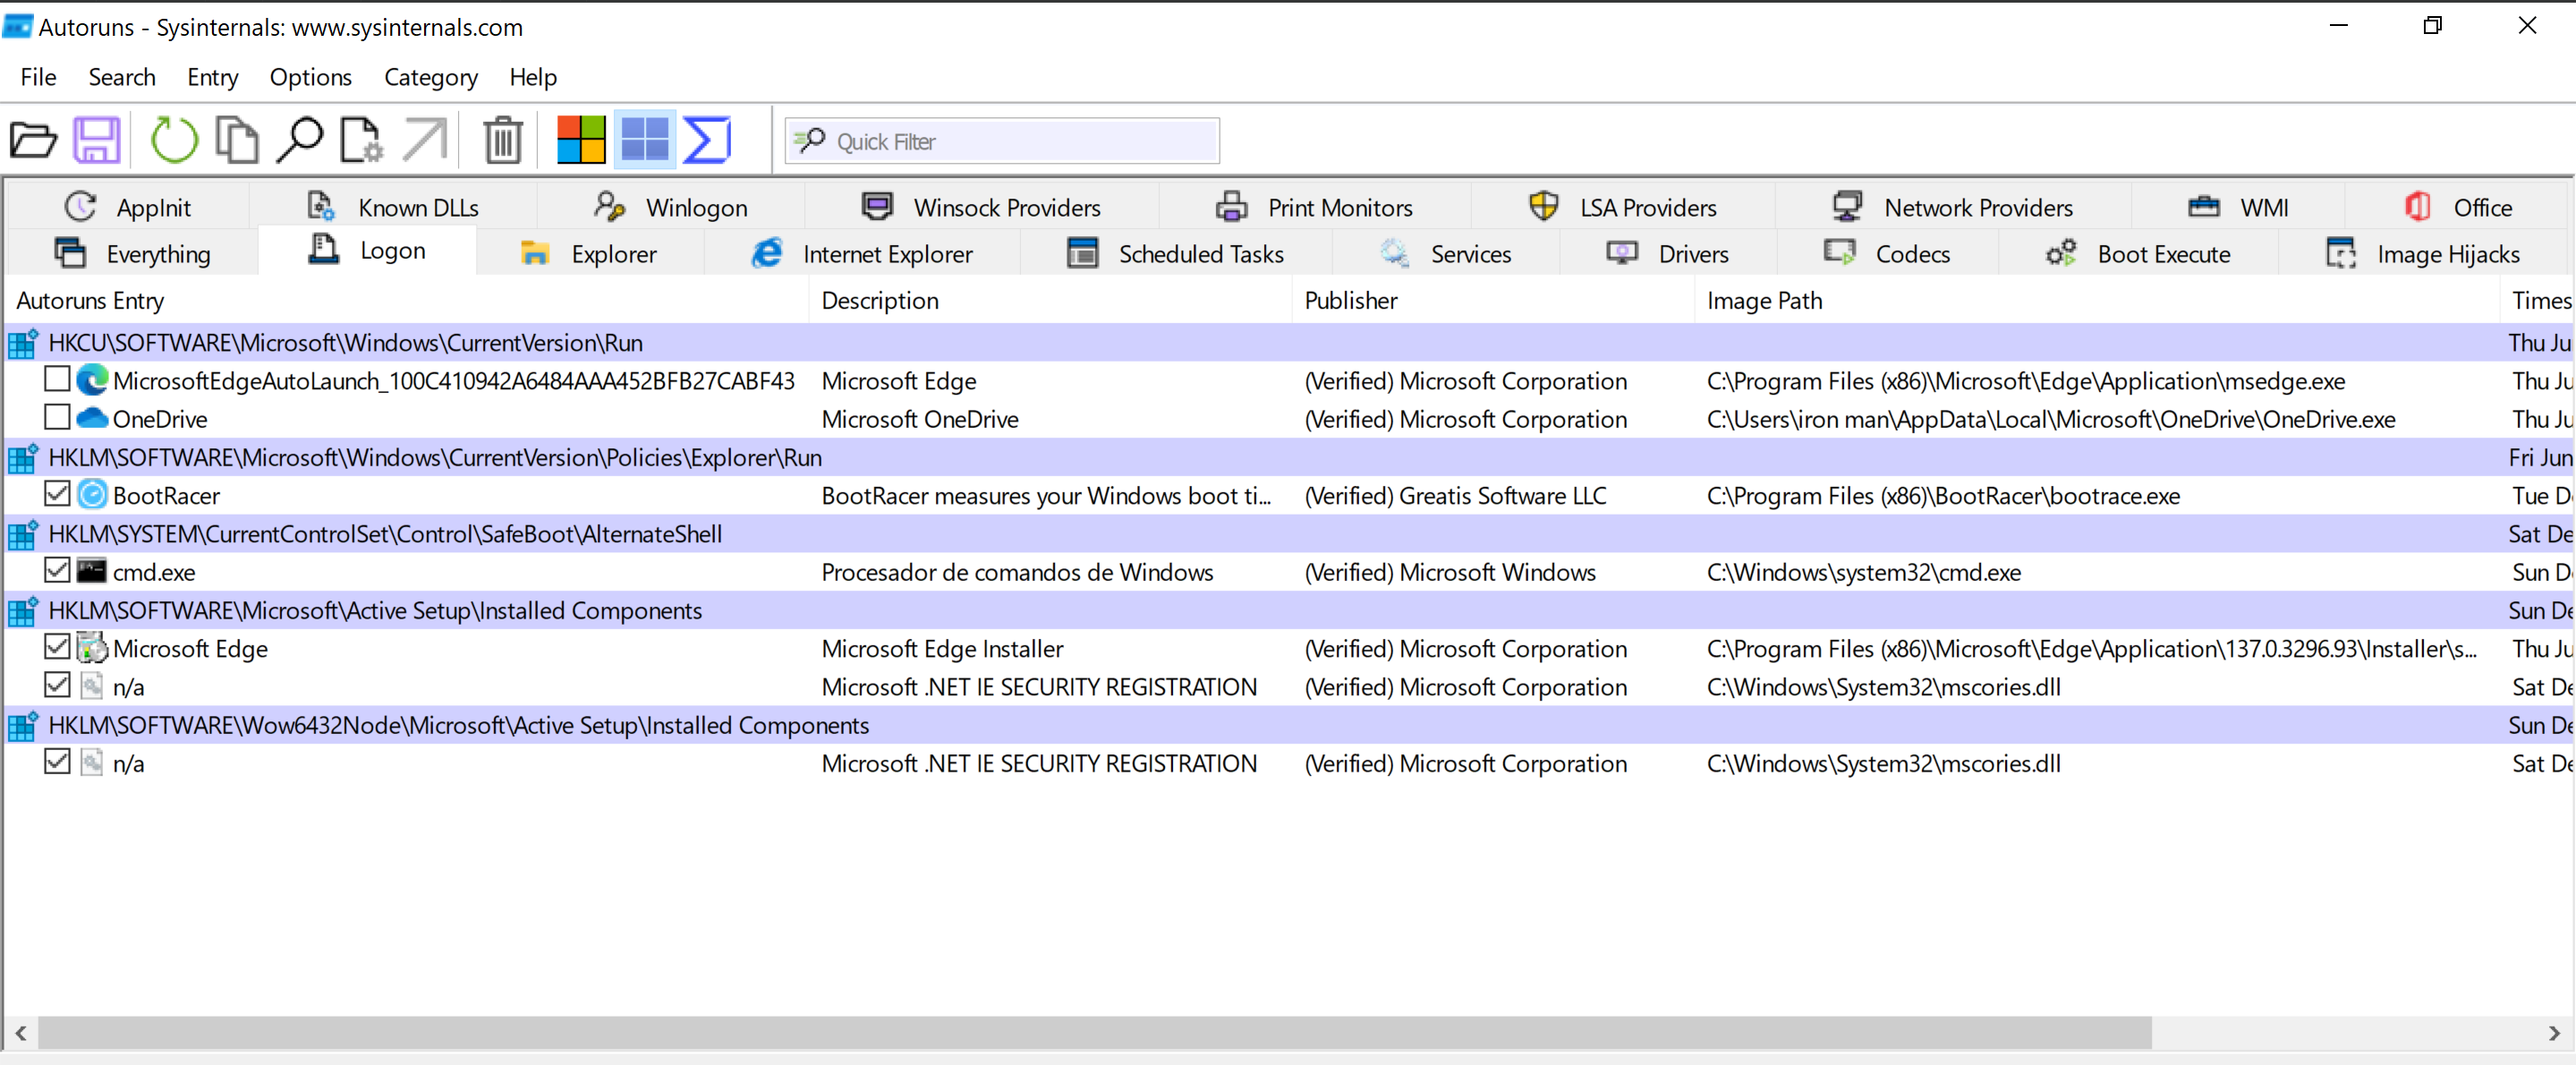 Autoruns - Sysinternals: www.sysinternals.com
File Search Entry Options Category Help
Quick Filter
AppInit Known DLLs Winlogon Winsock Providers Print Monitors LSA Providers Network Providers WMI Office
Everything Logon Explorer Internet Explorer Scheduled Tasks Services Drivers Codecs Boot Execute Image Hijacks
Autoruns Entry Description Publisher Image Path Times
HKCU\SOFTWARE\Microsoft\Windows\CurrentVersion\Run Thu Ju
MicrosoftEdgeAutoLaunch_100C410942A6484AAA452BFB27CABF43 Microsoft Edge (Verified) Microsoft Corporation C:\Program Files (x86)\Microsoft\Edge\Application\msedge.exe Thu Ju
OneDrive Microsoft OneDrive (Verified) Microsoft Corporation C:\Users\iron man\AppData\Local\Microsoft\OneDrive\OneDrive.exe Thu Ju
HKLM\SOFTWARE\Microsoft\Windows\CurrentVersion\Policies\Explorer\Run Fri Jun
BootRacer BootRacer measures your Windows boot ti... (Verified) Greatis Software LLC C:\Program Files (x86)\BootRacer\bootrace.exe Tue D
HKLM\SYSTEM\CurrentControlSet\Control\SafeBoot\AlternateShell Sat De
cmd.exe Procesador de comandos de Windows (Verified) Microsoft Windows C:\Windows\system32\cmd.exe Sun D
HKLM\SOFTWARE\Microsoft\Active Setup\Installed Components Sun De
Microsoft Edge Microsoft Edge Installer (Verified) Microsoft Corporation C:\Program Files (x86)\Microsoft\Edge\Application\137.0.3296.93\Installer\s... Thu Ju
n/a Microsoft .NET IE SECURITY REGISTRATION (Verified) Microsoft Corporation C:\Windows\System32\mscories.dll Sat De
HKLM\SOFTWARE\Wow6432Node\Microsoft\Active Setup\Installed Components Sun De
n/a Microsoft .NET IE SECURITY REGISTRATION (Verified) Microsoft Corporation C:\Windows\System32\mscories.dll Sat De